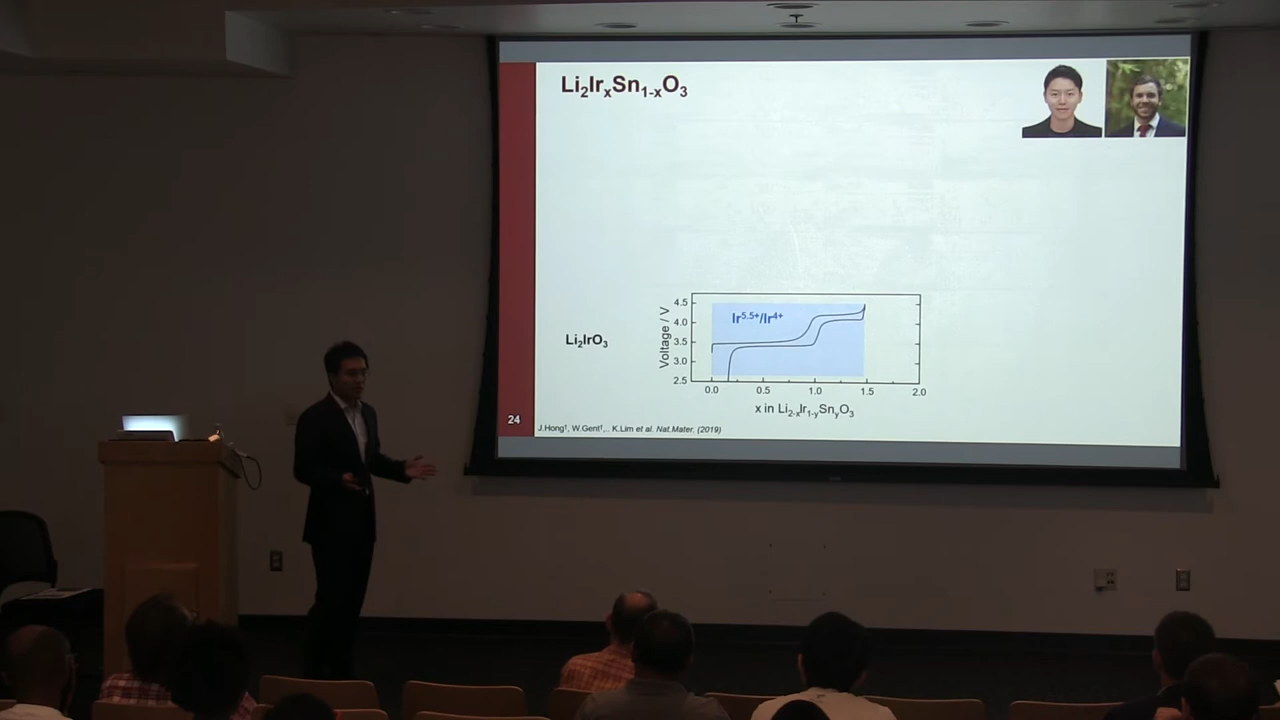 Li2IrxSn1-xO3
Li2IrO3
Voltage / V
4.5
4.0
3.5
3.0
2.5
Ir5.5+/Ir4+
0.0 0.5 1.0 1.5 2.0
x in Li2-xIr1-ySnyO3
24
J.Hong†, W.Gent†,.. K.Lim et al. Nat.Mater. (2019)